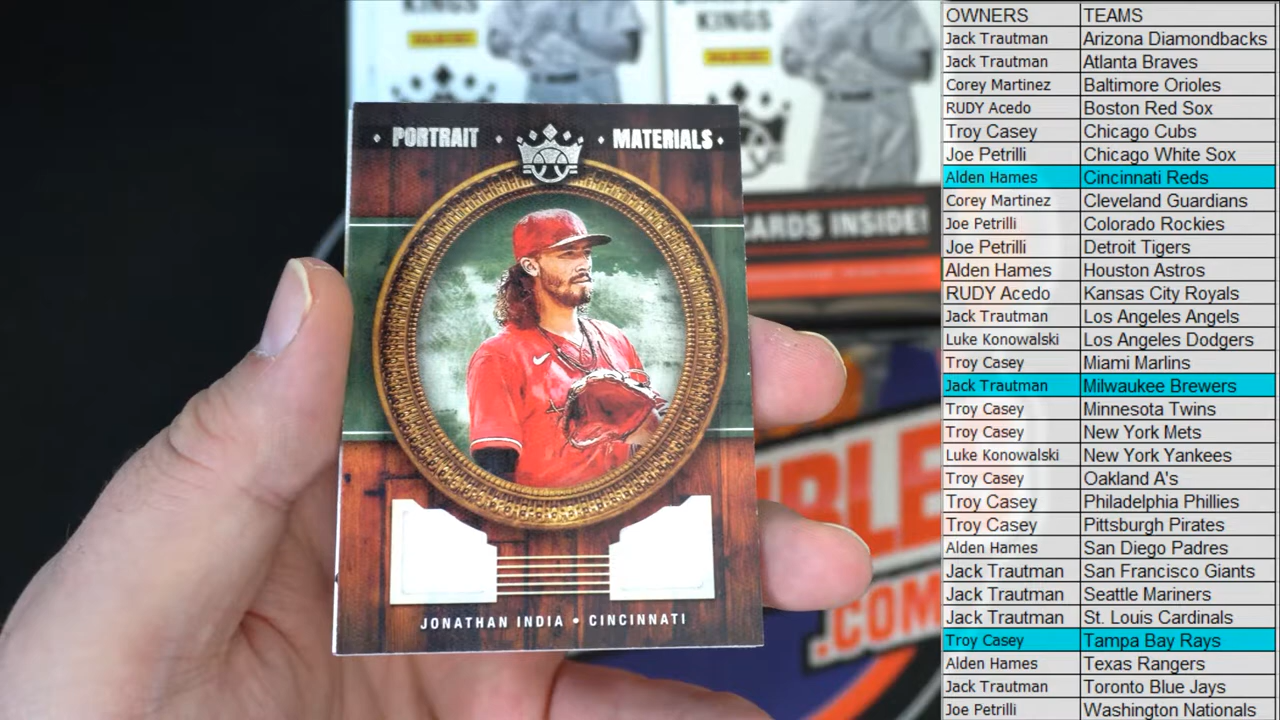 KINGS
PANINI
KINGS
PANINI
PORTRAIT MATERIALS
CARDS INSIDE!
.COM
JONATHAN INDIA • CINCINNATI
OWNERS TEAMS
Jack Trautman Arizona Diamondbacks
Jack Trautman Atlanta Braves
Corey Martinez Baltimore Orioles
RUDY Acedo Boston Red Sox
Troy Casey Chicago Cubs
Joe Petrilli Chicago White Sox
Alden Hames Cincinnati Reds
Corey Martinez Cleveland Guardians
Joe Petrilli Colorado Rockies
Joe Petrilli Detroit Tigers
Alden Hames Houston Astros
RUDY Acedo Kansas City Royals
Jack Trautman Los Angeles Angels
Luke Konowalski Los Angeles Dodgers
Troy Casey Miami Marlins
Jack Trautman Milwaukee Brewers
Troy Casey Minnesota Twins
Troy Casey New York Mets
Luke Konowalski New York Yankees
Troy Casey Oakland A's
Troy Casey Philadelphia Phillies
Troy Casey Pittsburgh Pirates
Alden Hames San Diego Padres
Jack Trautman San Francisco Giants
Jack Trautman Seattle Mariners
Jack Trautman St. Louis Cardinals
Troy Casey Tampa Bay Rays
Alden Hames Texas Rangers
Jack Trautman Toronto Blue Jays
Joe Petrilli Washington Nationals